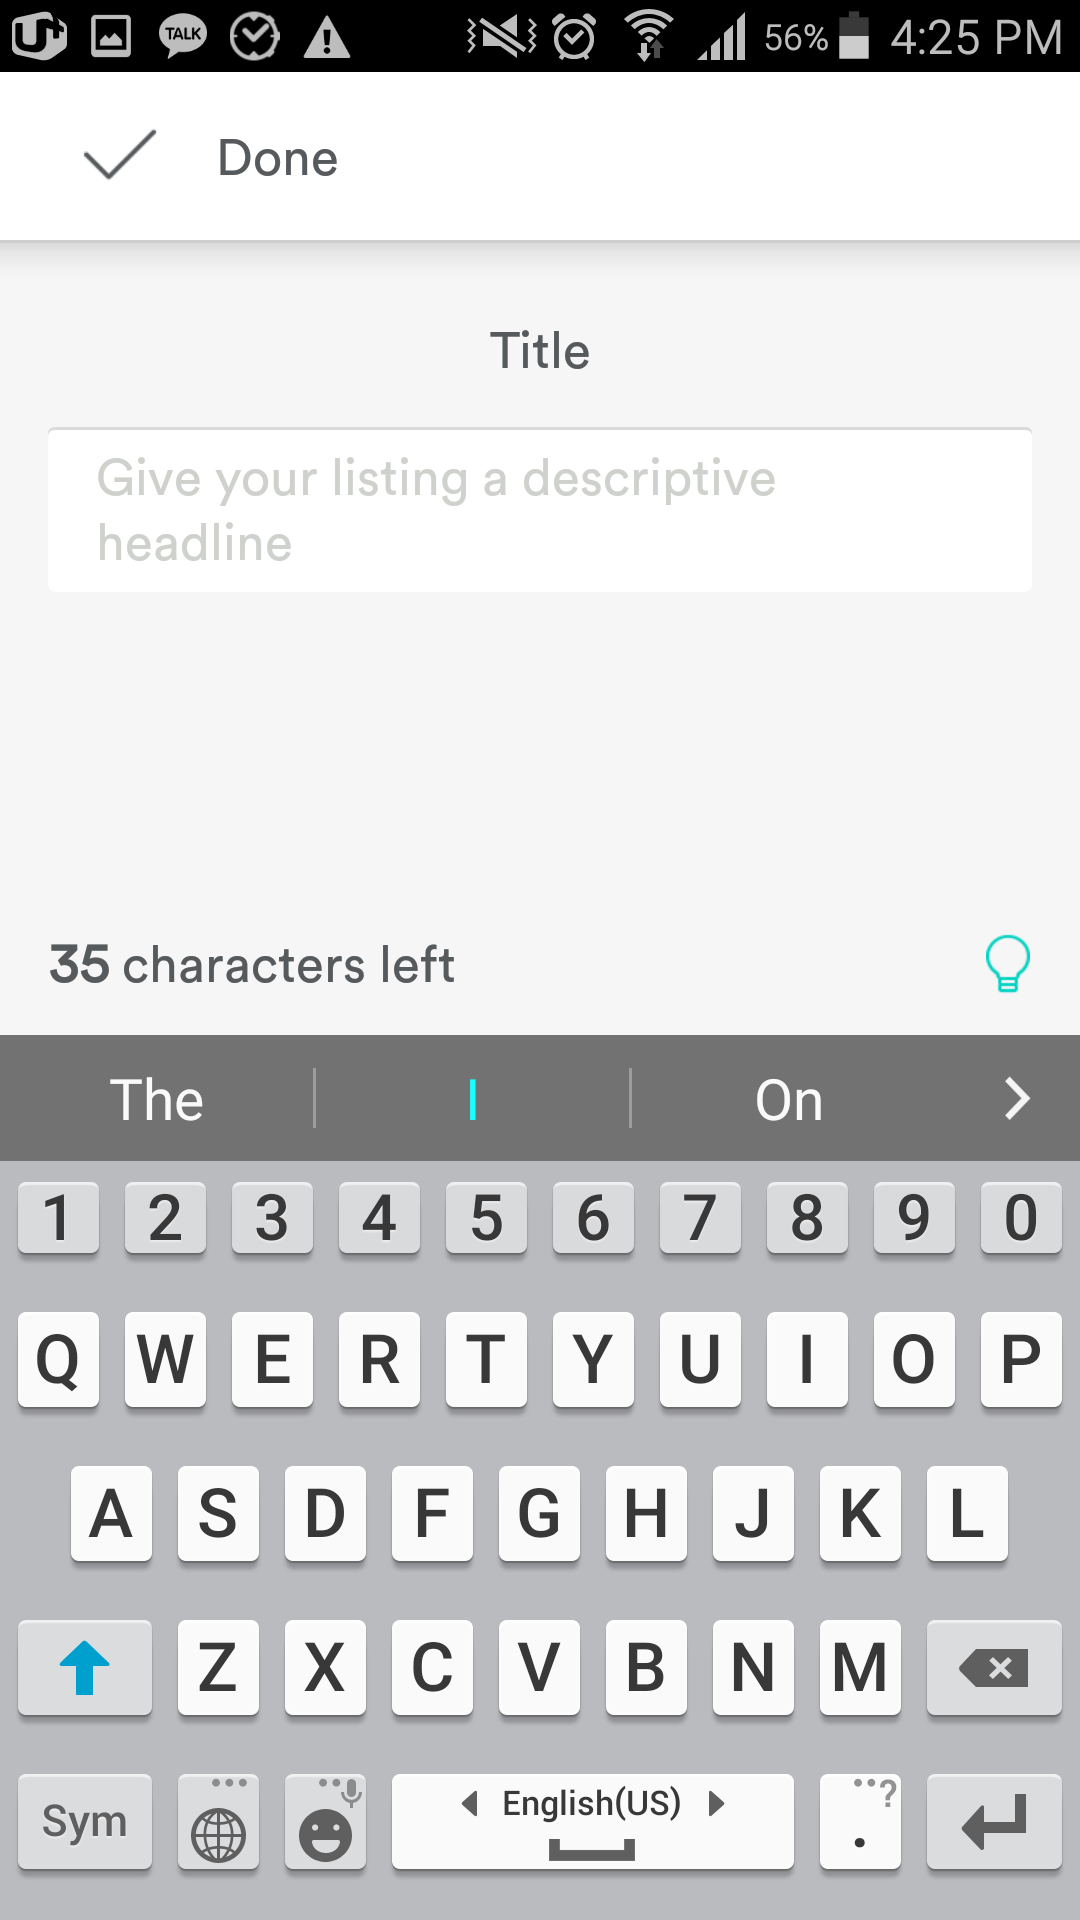 U+ TALK 56% 4:25 PM
Done
Title
Give your listing a descriptive
headline
35 characters left
The I On
1 2 3 4 5 6 7 8 9 0
Q W E R T Y U I O P
A S D F G H J K L
Z X C V B N M
Sym English(US) . ?